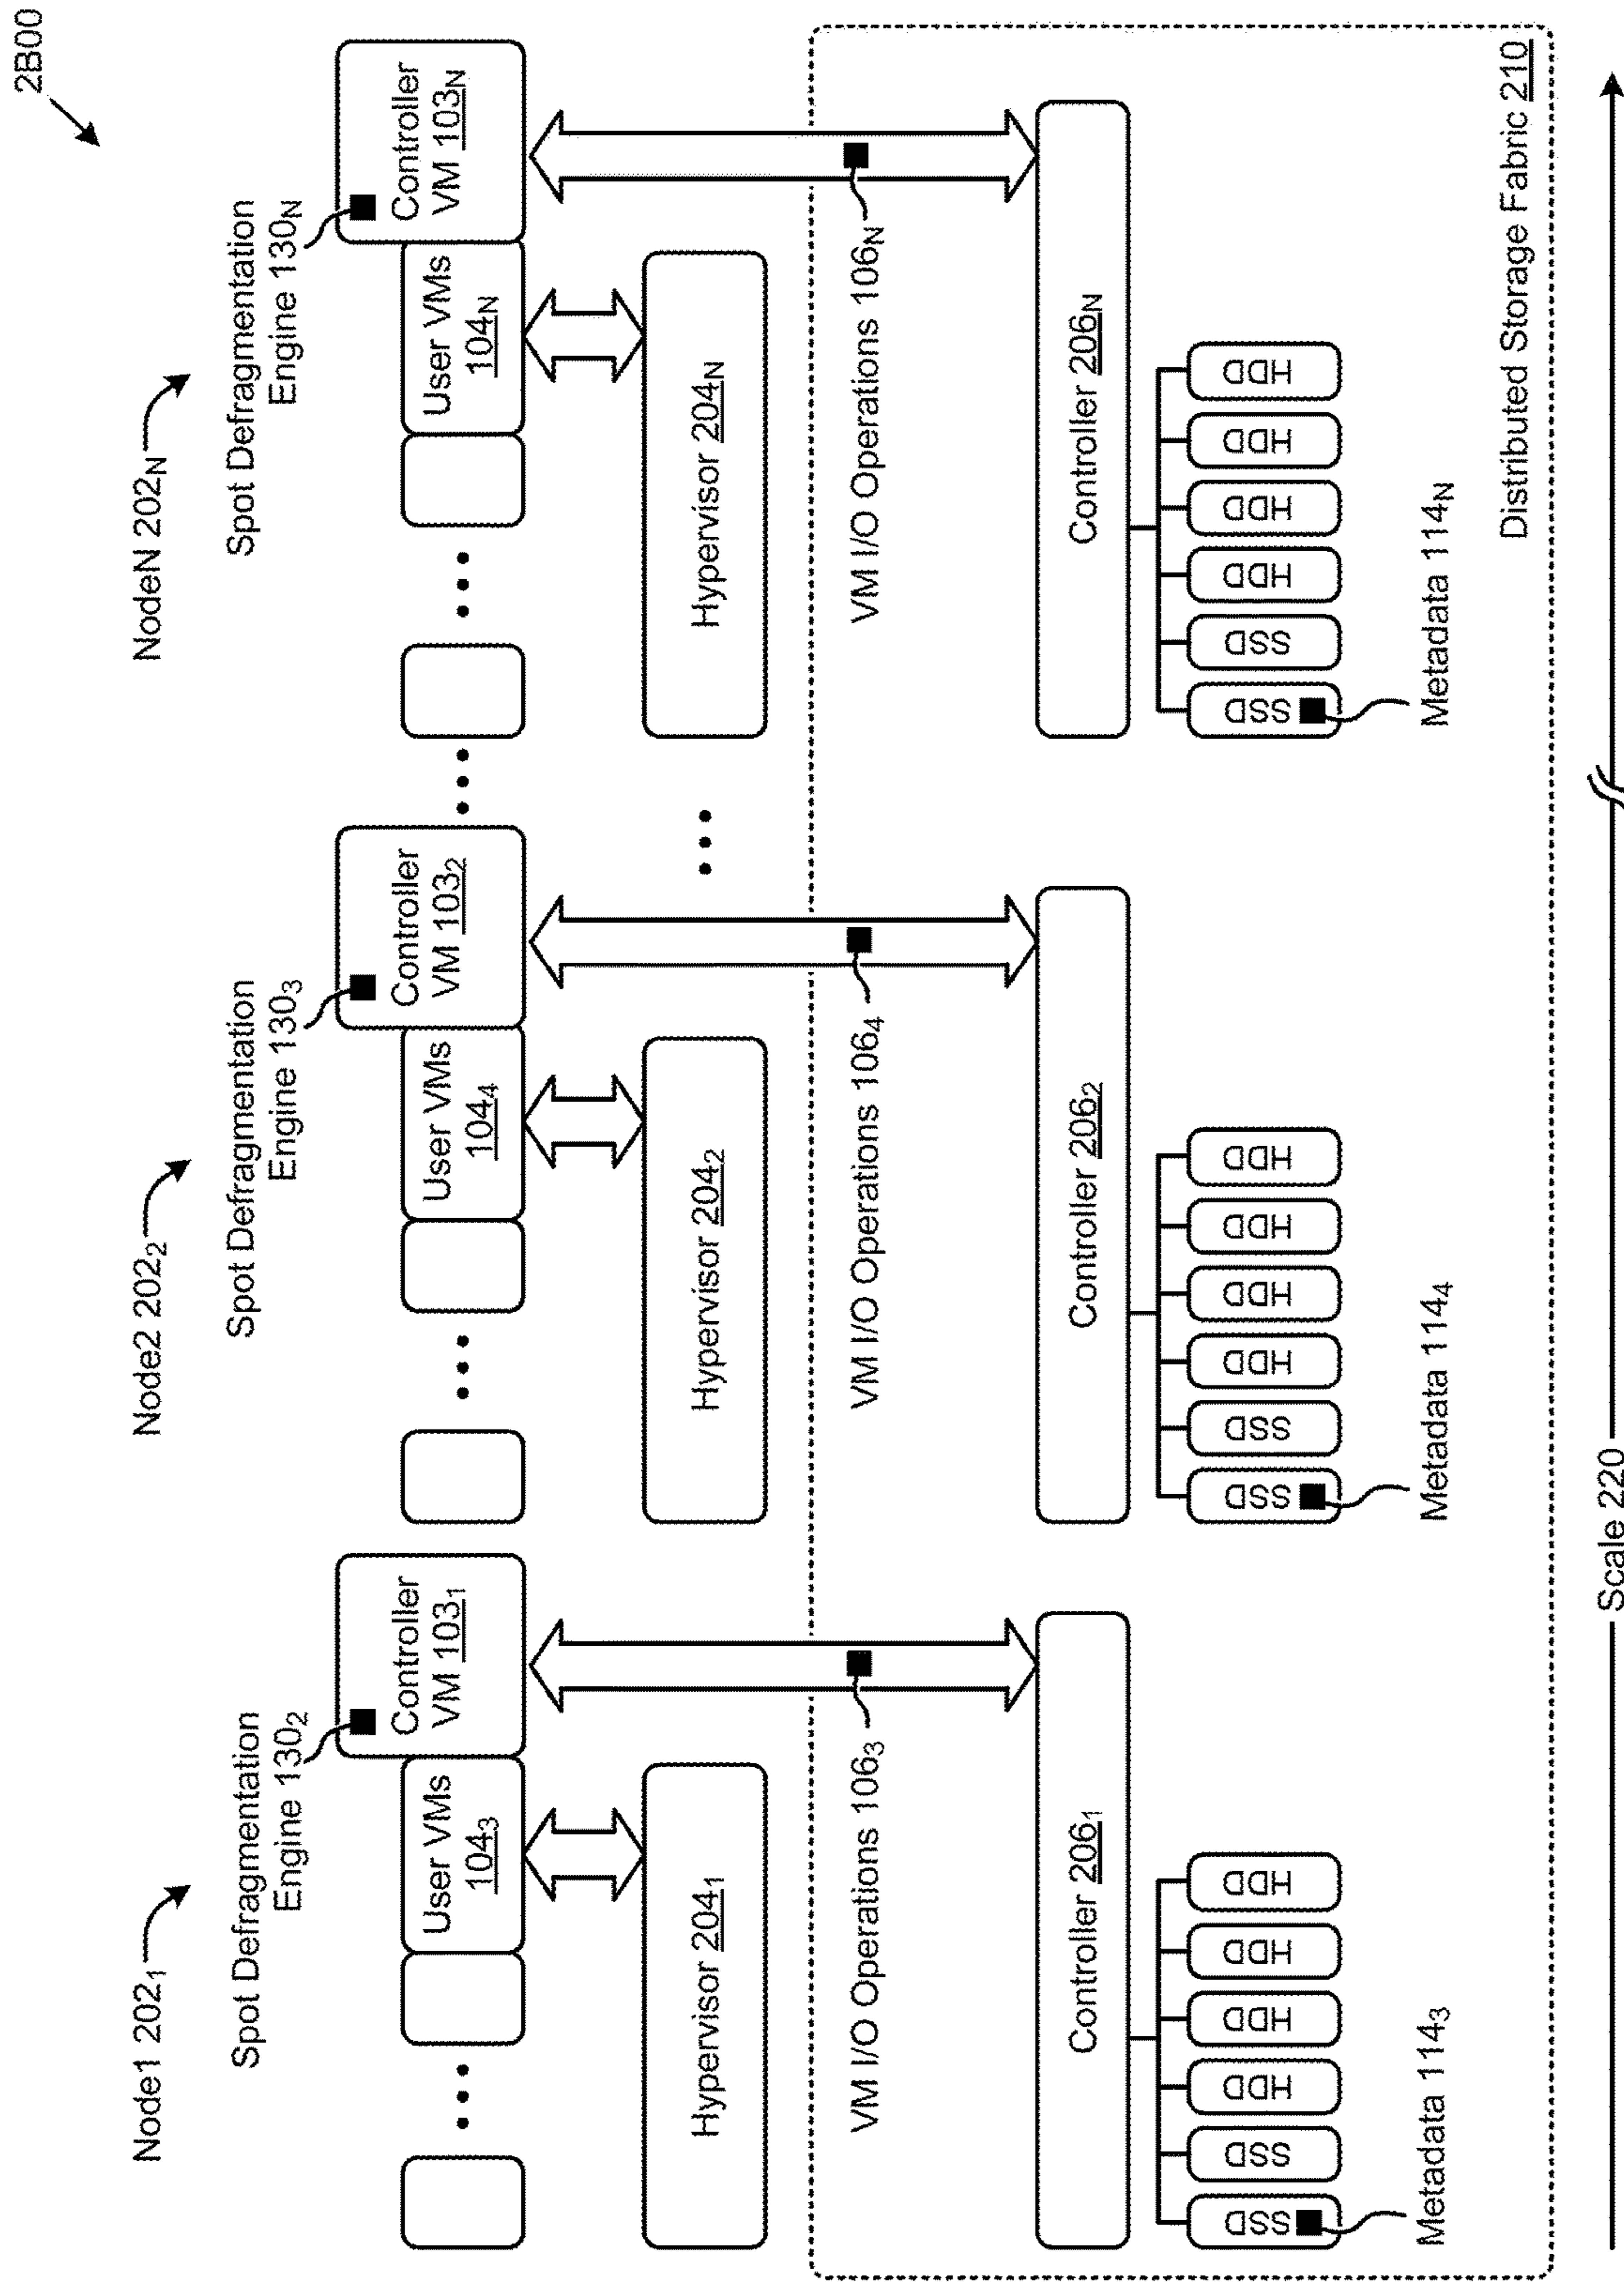 2B00
Node1 202₁
Spot Defragmentation
Engine 130₂
User VMs
104₃
Controller
VM 103₁
Hypervisor 204₁
VM I/O Operations 106₃
Controller 206₁
SSD
SSD
HDD
HDD
HDD
HDD
Metadata 114₃
Node2 202₂
Spot Defragmentation
Engine 130₃
User VMs
104₄
Controller
VM 103₂
Hypervisor 204₂
VM I/O Operations 106₄
Controller 206₂
SSD
SSD
HDD
HDD
HDD
HDD
Metadata 114₄
NodeN 202N
Spot Defragmentation
Engine 130N
User VMs
104N
Controller
VM 103N
Hypervisor 204N
VM I/O Operations 106N
Controller 206N
SSD
SSD
HDD
HDD
HDD
HDD
Metadata 114N
Distributed Storage Fabric 210
Scale 220